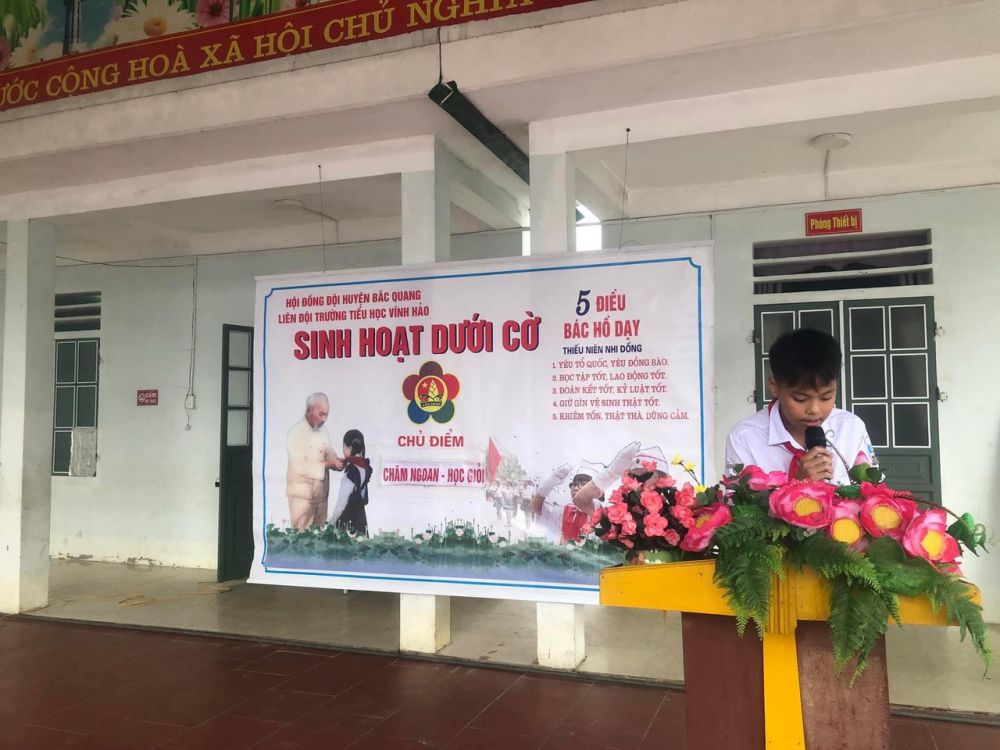 ƯỚC CỘNG HOÀ XÃ HỘI CHỦ NGHĨA
Phòng Thiết bị
HỘI ĐỒNG ĐỘI HUYỆN BẮC QUANG
LIÊN ĐỘI TRƯỜNG TIỂU HỌC VĨNH HẢO
SINH HOẠT DƯỚI CỜ
CHỦ ĐIỂM
CHĂM NGOAN - HỌC GIỎI
5 ĐIỀU
BÁC HỒ DẠY
THIẾU NIÊN NHI ĐỒNG
1. YÊU TỔ QUỐC, YÊU ĐỒNG BÀO.
2. HỌC TẬP TỐT, LAO ĐỘNG TỐT.
3. ĐOÀN KẾT TỐT, KỶ LUẬT TỐT.
4. GIỮ GÌN VỆ SINH THẬT TỐT.
5. KHIÊM TỐN, THẬT THÀ, DŨNG CẢM.
CẤM